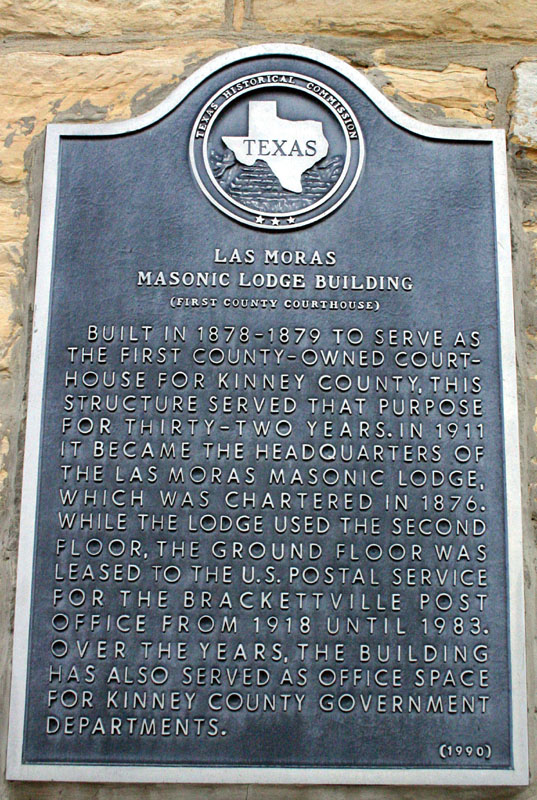 TEXAS HISTORICAL COMMISSION
TEXAS
LAS MORAS
MASONIC LODGE BUILDING
(FIRST COUNTY COURTHOUSE)
BUILT IN 1878-1879 TO SERVE AS
THE FIRST COUNTY-OWNED COURT-
HOUSE FOR KINNEY COUNTY, THIS
STRUCTURE SERVED THAT PURPOSE
FOR THIRTY-TWO YEARS. IN 1911
IT BECAME THE HEADQUARTERS OF
THE LAS MORAS MASONIC LODGE,
WHICH WAS CHARTERED IN 1876.
WHILE THE LODGE USED THE SECOND
FLOOR, THE GROUND FLOOR WAS
LEASED TO THE U.S. POSTAL SERVICE
FOR THE BRACKETTVILLE POST
OFFICE FROM 1918 UNTIL 1983.
OVER THE YEARS, THE BUILDING
HAS ALSO SERVED AS OFFICE SPACE
FOR KINNEY COUNTY GOVERNMENT
DEPARTMENTS.
(1990)